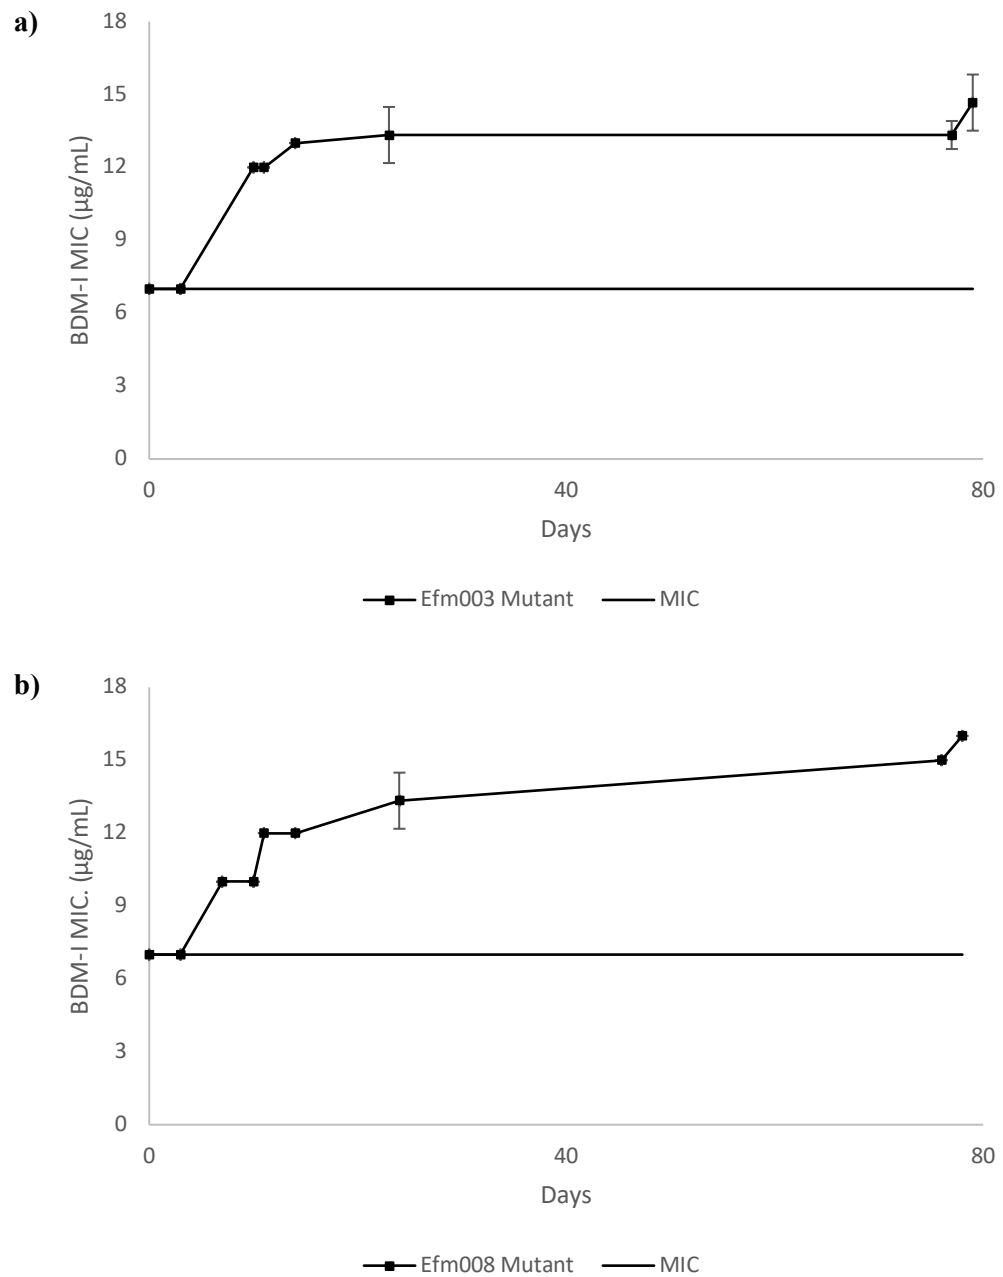 a)
18
15
12
9
6
3
0
BDM-I MIC (µg/mL)
0 40 80
Days
Efm003 Mutant MIC
b)
18
15
12
9
6
3
0
BDM-I MIC. (µg/mL)
0 40 80
Days
Efm008 Mutant MIC